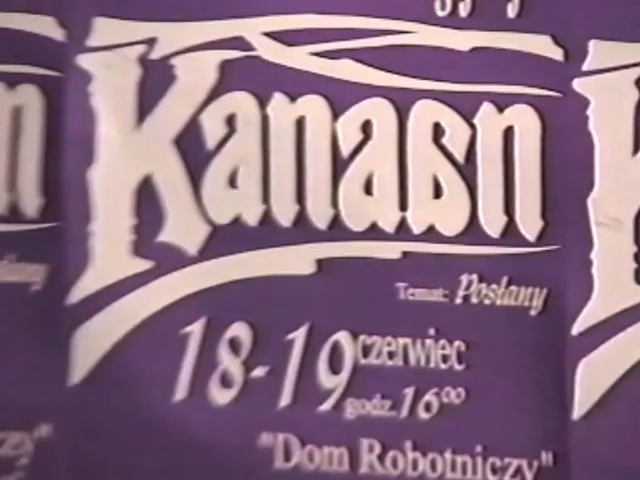 Kanaan
Temat: Posłany
18-19 czerwiec
godz. 16⁰⁰
"Dom Robotniczy"